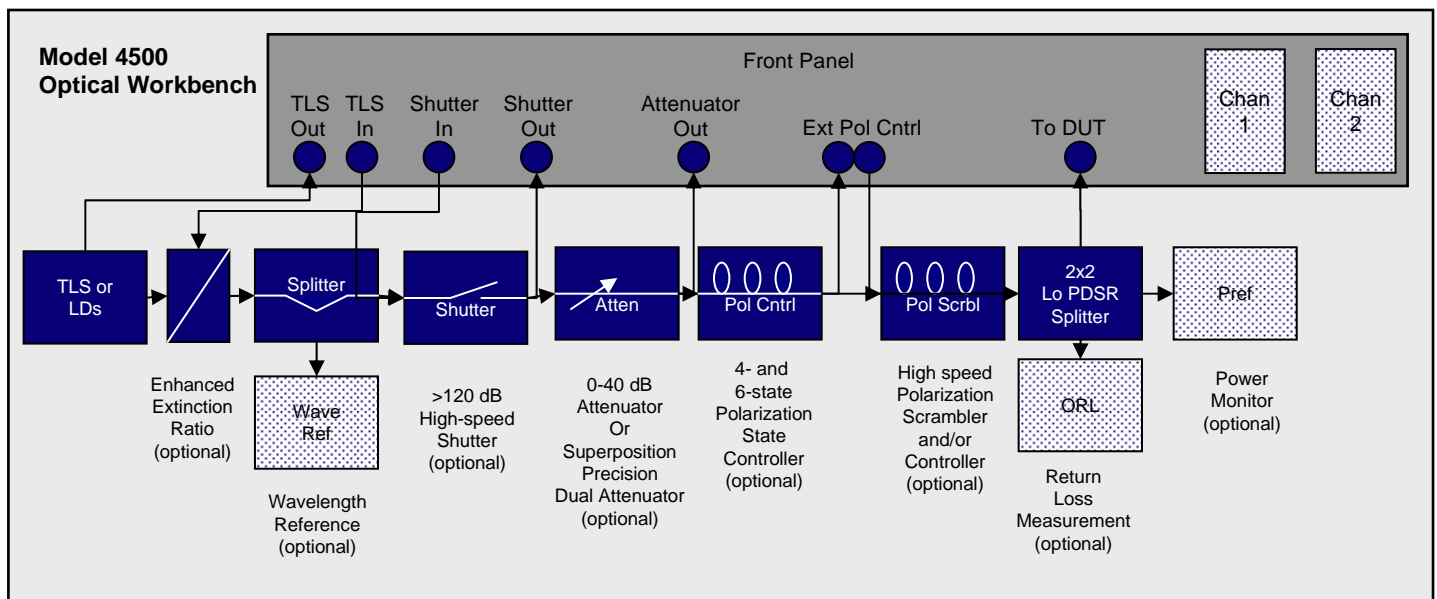 Model 4500
Optical Workbench
Front Panel
TLS
Out
TLS
In
Shutter
In
Shutter
Out
Attenuator
Out
Ext Pol Cntrl
To DUT
Chan
1
Chan
2
TLS or
LDs
Splitter
Shutter
Atten
Pol Cntrl
Pol Scrbl
2x2
Lo PDSR
Splitter
Pref
Enhanced
Extinction
Ratio
(optional)
Wave
Ref
Wavelength
Reference
(optional)
>120 dB
High-speed
Shutter
(optional)
0-40 dB
Attenuator
Or
Superposition
Precision
Dual Attenuator
(optional)
4- and
6-state
Polarization
State
Controller
(optional)
High speed
Polarization
Scrambler
and/or
Controller
(optional)
ORL
Return
Loss
Measurement
(optional)
Power
Monitor
(optional)